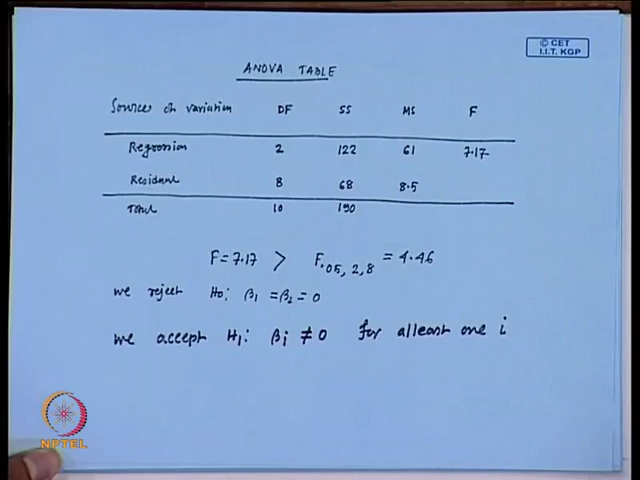 © CET
I.I.T. KGP
ANOVA TABLE
Sources of variation DF SS MS F
Regression 2 122 61 7.17
Residual 8 68 8.5
Total 10 190
F = 7.17 > F.05, 2, 8 = 4.46
we reject H0: β1 = β2 = 0
we accept H1: βi ≠ 0 for alleast one i
NPTEL